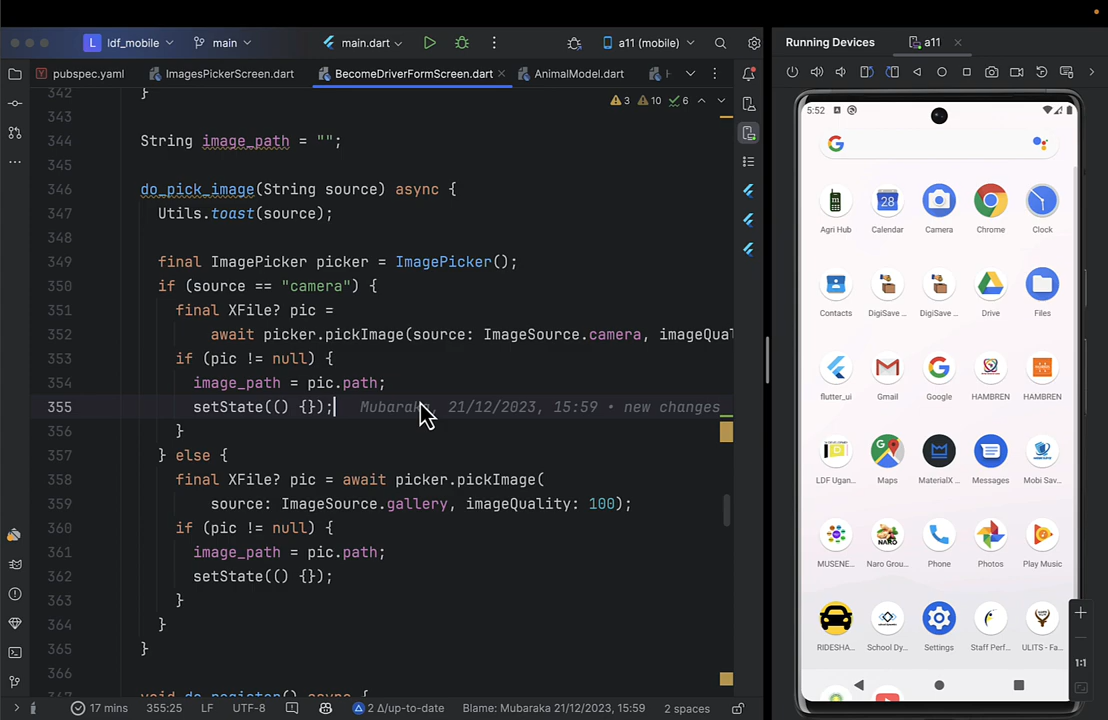 L ldf_mobile main main.dart a11 (mobile)
pubspec.yaml ImagesPickerScreen.dart BecomeDriverFormScreen.dart AnimalModel.dart
3 10 6
342 }
343
344 String image_path = "";
345
346 do_pick_image(String source) async {
347 Utils.toast(source);
348
349 final ImagePicker picker = ImagePicker();
350 if (source == "camera") {
351 final XFile? pic =
352 await picker.pickImage(source: ImageSource.camera, imageQual
353 if (pic != null) {
354 image_path = pic.path;
355 setState(() {}); Mubaraka, 21/12/2023, 15:59 • new changes
356 }
357 } else {
358 final XFile? pic = await picker.pickImage(
359 source: ImageSource.gallery, imageQuality: 100);
360 if (pic != null) {
361 image_path = pic.path;
362 setState(() {});
363 }
364 }
365 }
366
367 void do_register() async {
17 mins 355:25 LF UTF-8 2 Δ/up-to-date Blame: Mubaraka 21/12/2023, 15:59 2 spaces
Running Devices a11
5:52
Agri Hub Calendar Camera Chrome Clock
28
Contacts DigiSave ... DigiSave ... Drive Files
flutter_ui Gmail Google HAMBREN HAMBREN
LDF Ugan... Maps MaterialX ... Messages Mobi Sav...
MUSENE... Naro Grou... Phone Photos Play Music
RIDESHA... School Dy... Settings Staff Perf... ULITS - Fa...
1:1